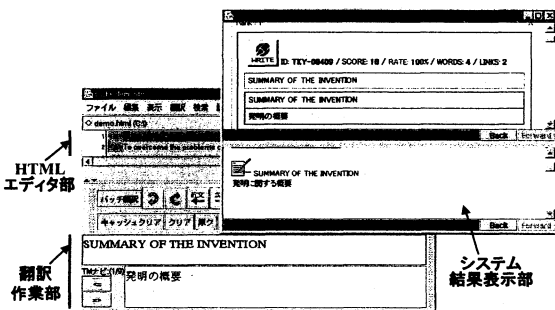 WRITE
ID: TKY-09409 / SCORE: 10 / RATE: 100% / WORDS: 4 / LINKS: 2
SUMMARY OF THE INVENTION
SUMMARY OF THE INVENTION
発明の概要
Back Forward
ファイル 編集 表示 翻訳 検索
demo.html (C:\)
1
2
HTML
エディタ部
SUMMARY OF THE INVENTION
発明に関する概要
Back Forward
バッチ翻訳
キャッシュクリア クリア
SUMMARY OF THE INVENTION
TMナビ:(1/9)
発明の概要
翻訳
作業部
システム
結果表示部